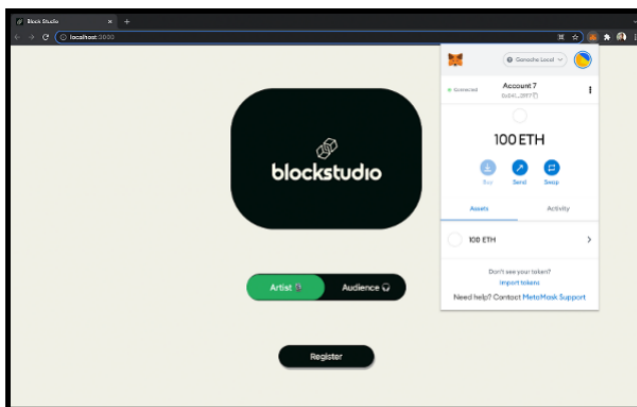 Block Studio
localhost:3000
Ganache Local
Connected
Account 7
100 ETH
Buy
Send
Swap
Assets
Activity
100 ETH
Don't see your token?
Import tokens
Need help? Contact MetaMask Support
blockstudio
Artist
Audience
Register